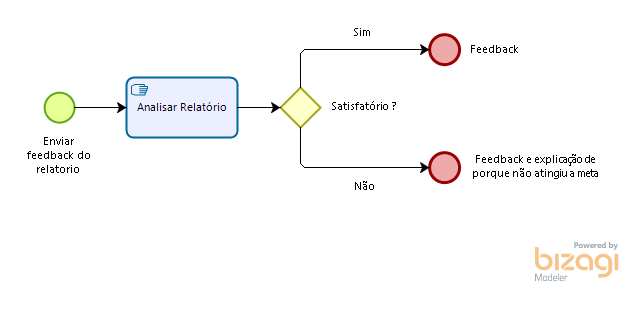 Sim
Feedback
Analisar Relatório
Satisfatório ?
Enviar
feedback do
relatorio
Feedback e explicação de
porque não atingiu a meta
Não
Powered by
bizagi
Modeler